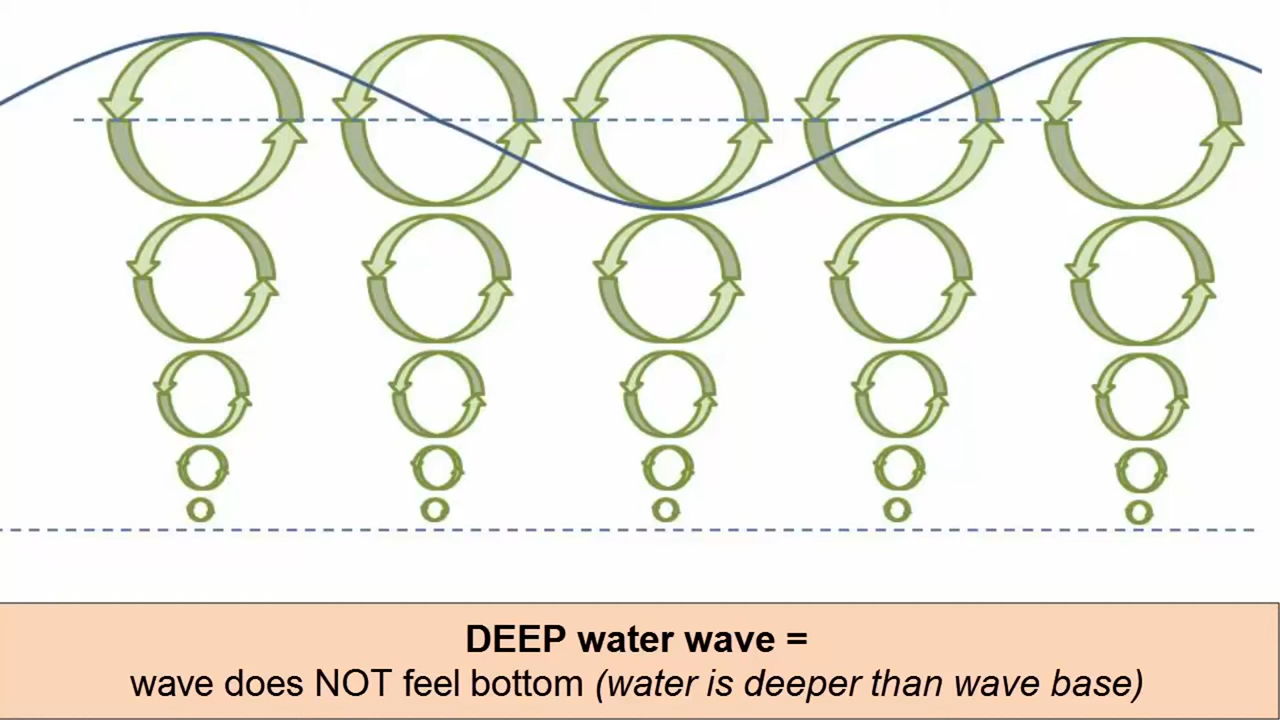 DEEP water wave =
wave does NOT feel bottom (water is deeper than wave base)